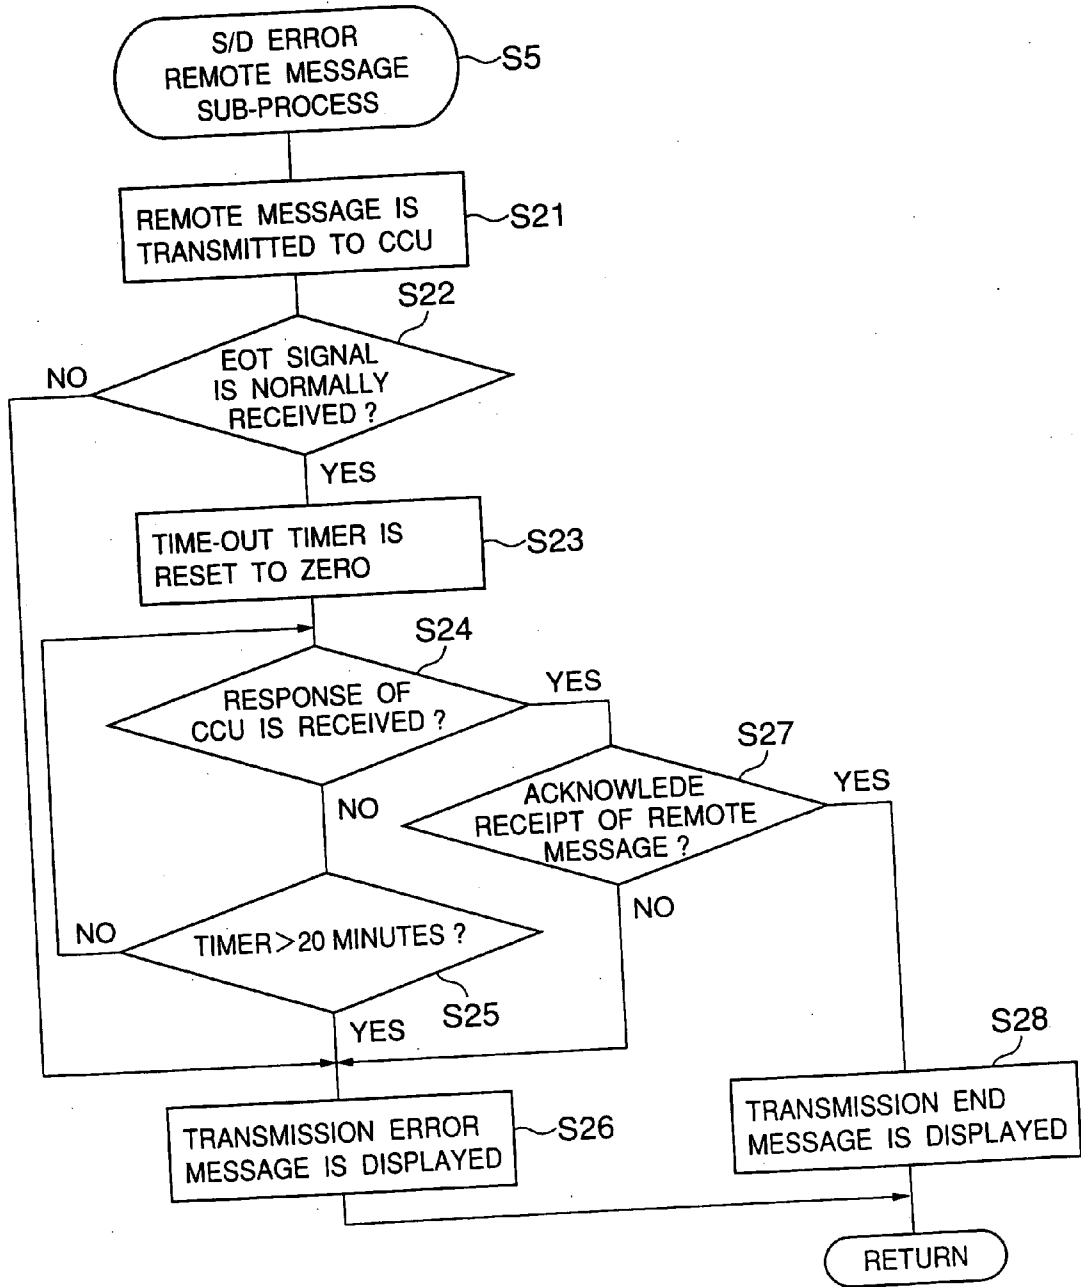 S/D ERROR
REMOTE MESSAGE
SUB-PROCESS
S5
REMOTE MESSAGE IS
TRANSMITTED TO CCU
S21
S22
EOT SIGNAL
IS NORMALLY
RECEIVED ?
NO
YES
TIME-OUT TIMER IS
RESET TO ZERO
S23
S24
RESPONSE OF
CCU IS RECEIVED ?
YES
NO
S27
ACKNOWLEDE
RECEIPT OF REMOTE
MESSAGE ?
YES
NO
TIMER>20 MINUTES ?
NO
S25
YES
S28
TRANSMISSION ERROR
MESSAGE IS DISPLAYED
S26
TRANSMISSION END
MESSAGE IS DISPLAYED
RETURN